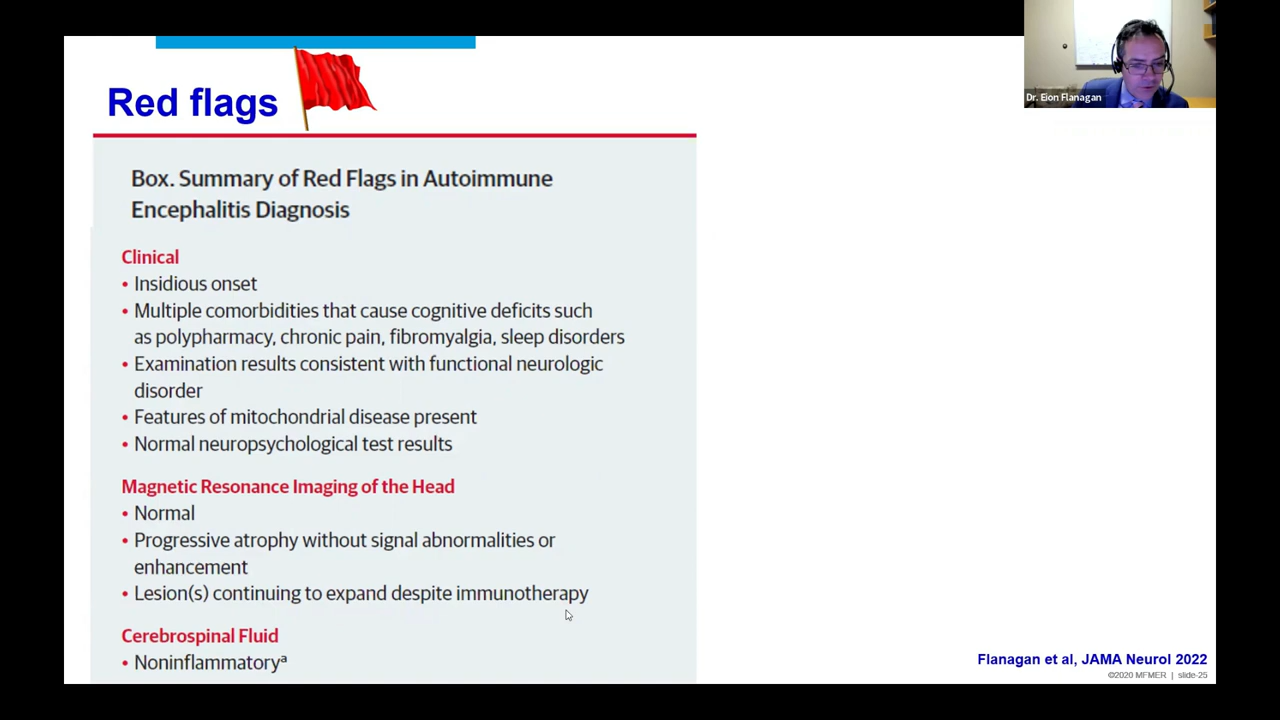 Red flags
Box. Summary of Red Flags in Autoimmune
Encephalitis Diagnosis
Clinical
• Insidious onset
• Multiple comorbidities that cause cognitive deficits such
as polypharmacy, chronic pain, fibromyalgia, sleep disorders
• Examination results consistent with functional neurologic
disorder
• Features of mitochondrial disease present
• Normal neuropsychological test results
Magnetic Resonance Imaging of the Head
• Normal
• Progressive atrophy without signal abnormalities or
enhancement
• Lesion(s) continuing to expand despite immunotherapy
Cerebrospinal Fluid
• Noninflammatoryª
Dr. Eion Flanagan
Flanagan et al, JAMA Neurol 2022
©2020 MFMER | slide-25